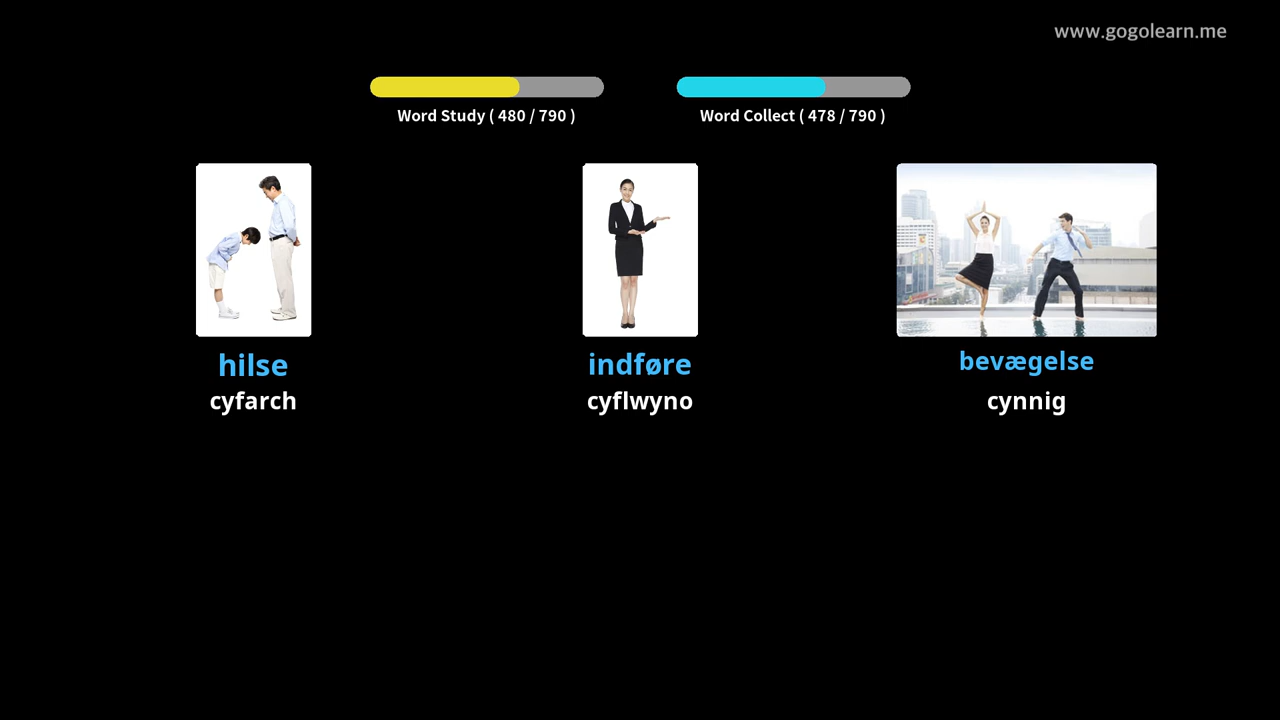 www.gogolearn.me
Word Study ( 480 / 790 )
Word Collect ( 478 / 790 )
hilse
cyfarch
indføre
cyflwyno
bevægelse
cynnig